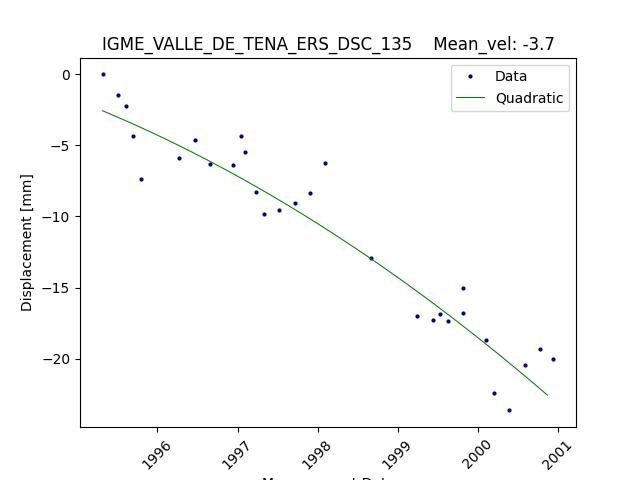 IGME_VALLE_DE_TENA_ERS_DSC_135    Mean_vel: -3.7
Data
Quadratic
Displacement [mm]
0
−5
−10
−15
−20
1996
1997
1998
1999
2000
2001